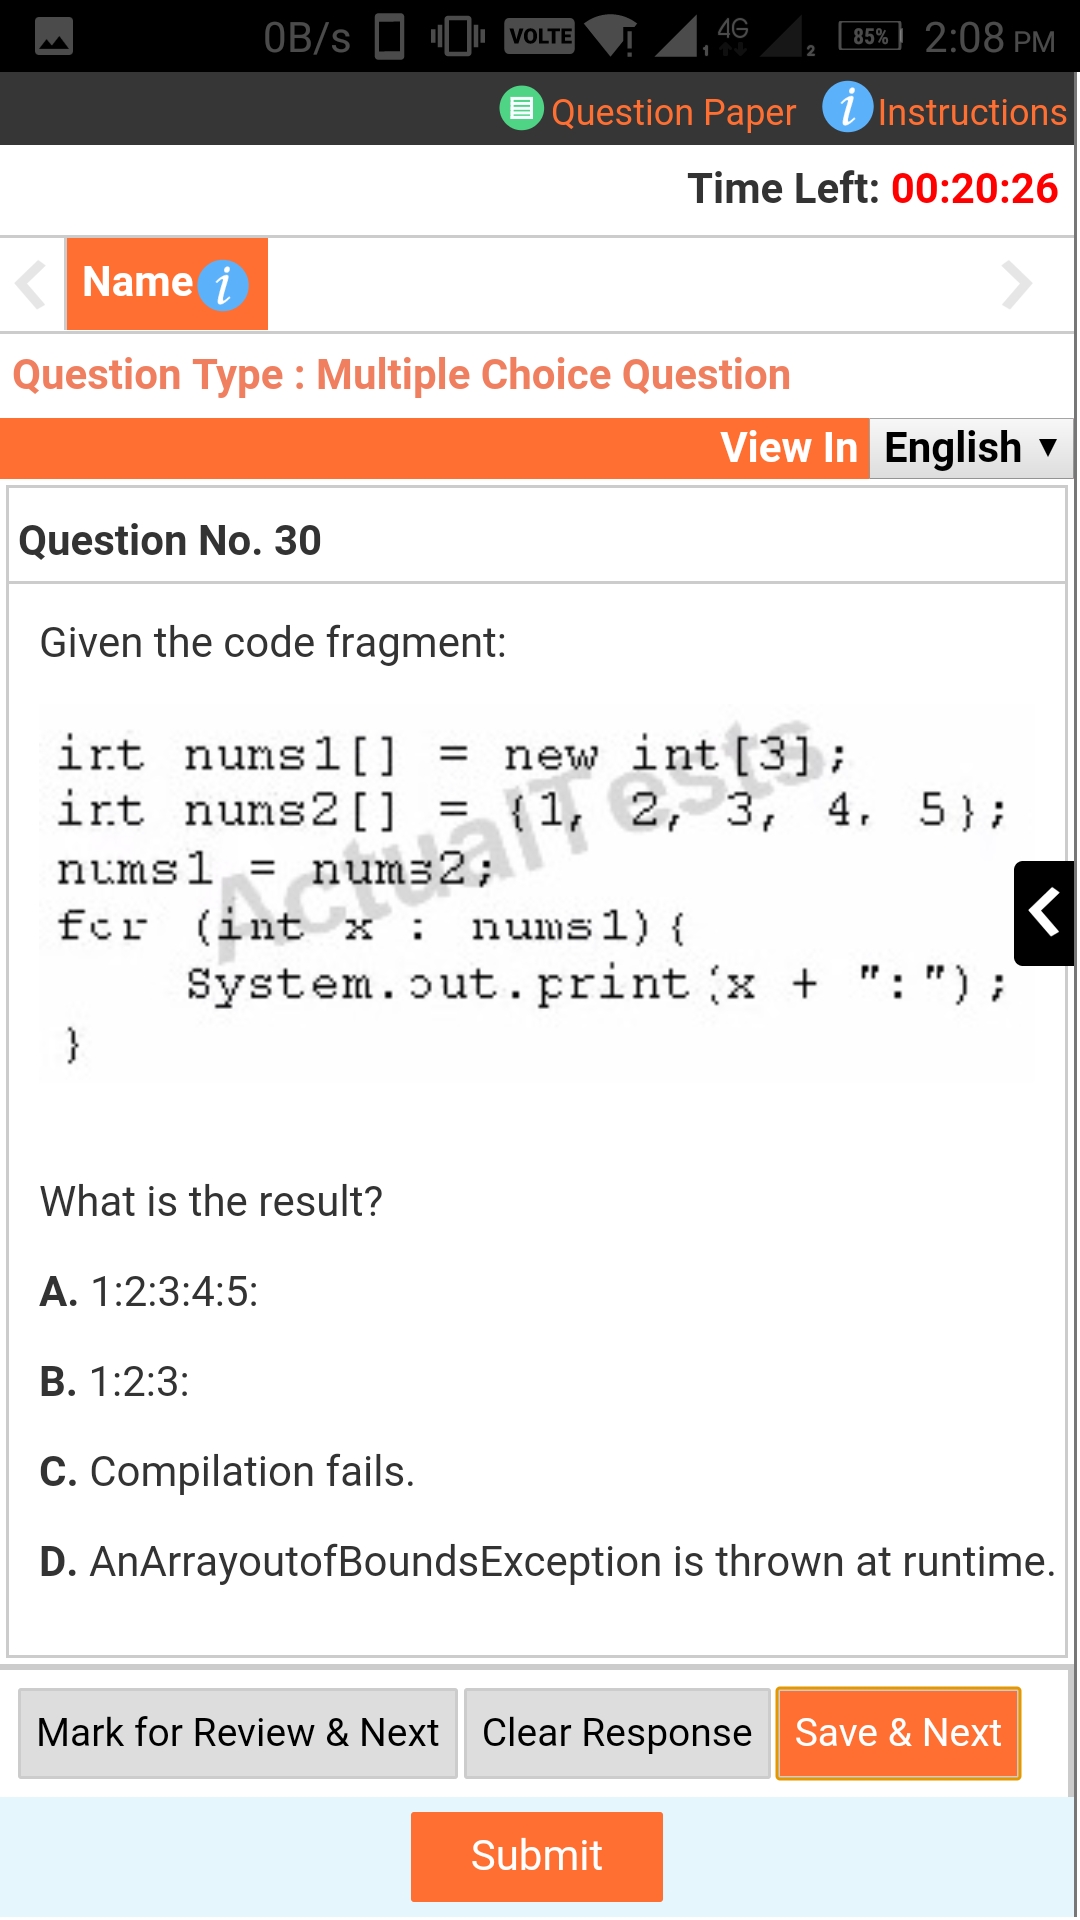 0B/s VOLTE 4G 1 2 85% 2:08 PM
Question Paper i Instructions
Time Left: 00:20:26
Name i
Question Type : Multiple Choice Question
View In English ▼
Question No. 30
Given the code fragment:
int nums1[] = new int[3];
int nums2[] = {1, 2, 3, 4, 5};
nums1 = nums2;
for (int x : nums1){
System.out.print(x + ":");
}
ActualTests
What is the result?
A. 1:2:3:4:5:
B. 1:2:3:
C. Compilation fails.
D. AnArrayoutofBoundsException is thrown at runtime.
Mark for Review & Next Clear Response Save & Next
Submit